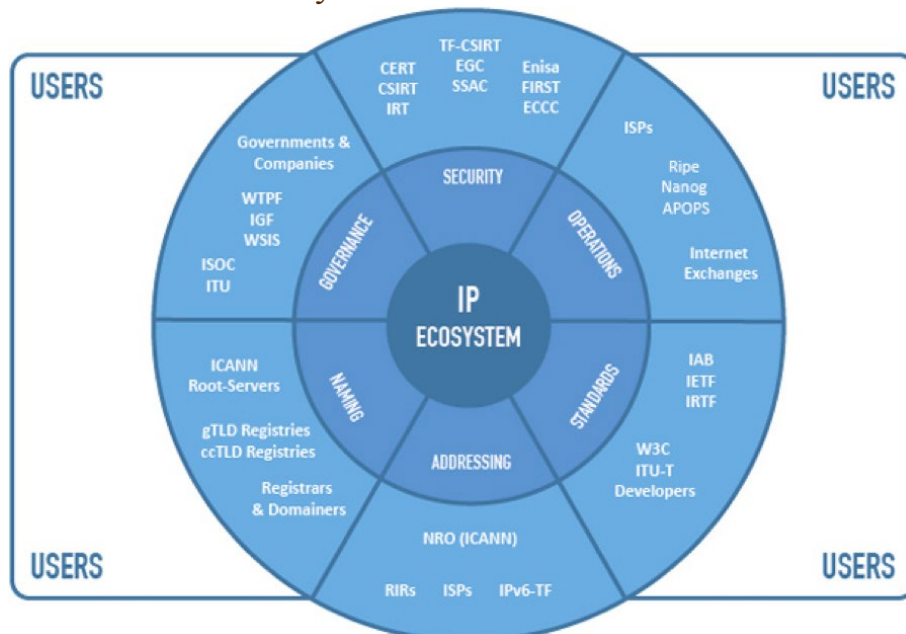 USERS
USERS
TF-CSIRT
EGC
SSAC
CERT
CSIRT
IRT
Enisa
FIRST
ECCC
SECURITY
Governments &
Companies
WTPF
IGF
WSIS
ISOC
ITU
GOVERNANCE
ISPs
Ripe
Nanog
APOPS
Internet
Exchanges
OPERATIONS
IP
ECOSYSTEM
ICANN
Root-Servers
gTLD Registries
ccTLD Registries
Registrars
& Domainers
NAMING
IAB
IETF
IRTF
W3C
ITU-T
Developers
STANDARDS
ADDRESSING
NRO (ICANN)
RIRs ISPs IPv6-TF
USERS
USERS